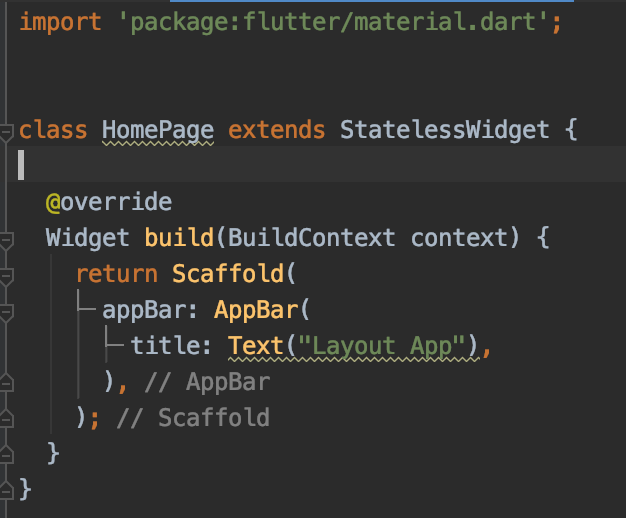 import 'package:flutter/material.dart';
class HomePage extends StatelessWidget {
@override
Widget build(BuildContext context) {
return Scaffold(
appBar: AppBar(
title: Text("Layout App"),
), // AppBar
); // Scaffold
}
}